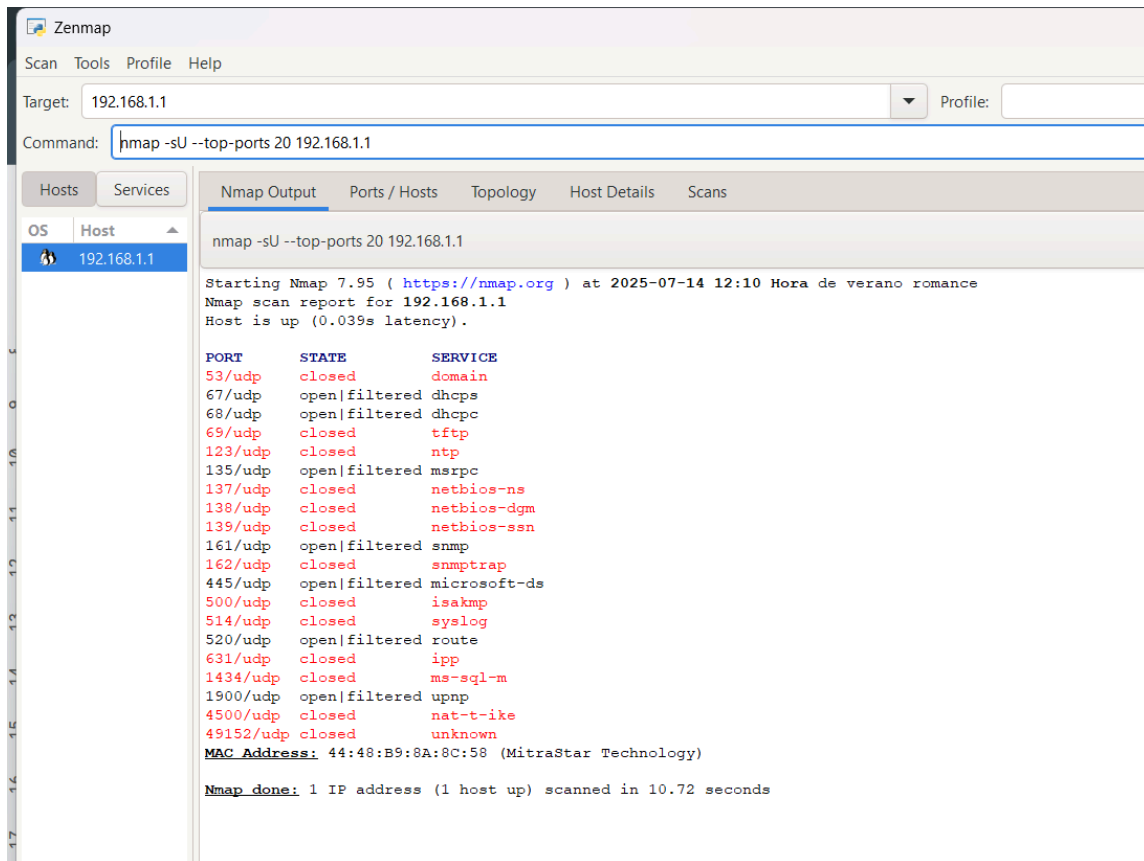 Zenmap
Scan Tools Profile Help
Target: 192.168.1.1 Profile:
Command: nmap -sU --top-ports 20 192.168.1.1
Hosts Services
Nmap Output Ports / Hosts Topology Host Details Scans
OS Host
192.168.1.1
nmap -sU --top-ports 20 192.168.1.1
Starting Nmap 7.95 ( https://nmap.org ) at 2025-07-14 12:10 Hora de verano romance
Nmap scan report for 192.168.1.1
Host is up (0.039s latency).
PORT STATE SERVICE
53/udp closed domain
67/udp open|filtered dhcps
68/udp open|filtered dhcpc
69/udp closed tftp
123/udp closed ntp
135/udp open|filtered msrpc
137/udp closed netbios-ns
138/udp closed netbios-dgm
139/udp closed netbios-ssn
161/udp open|filtered snmp
162/udp closed snmptrap
445/udp open|filtered microsoft-ds
500/udp closed isakmp
514/udp closed syslog
520/udp open|filtered route
631/udp closed ipp
1434/udp closed ms-sql-m
1900/udp open|filtered upnp
4500/udp closed nat-t-ike
49152/udp closed unknown
MAC Address: 44:48:B9:8A:8C:58 (MitraStar Technology)
Nmap done: 1 IP address (1 host up) scanned in 10.72 seconds
9
10
11
12
13
14
15
16
17